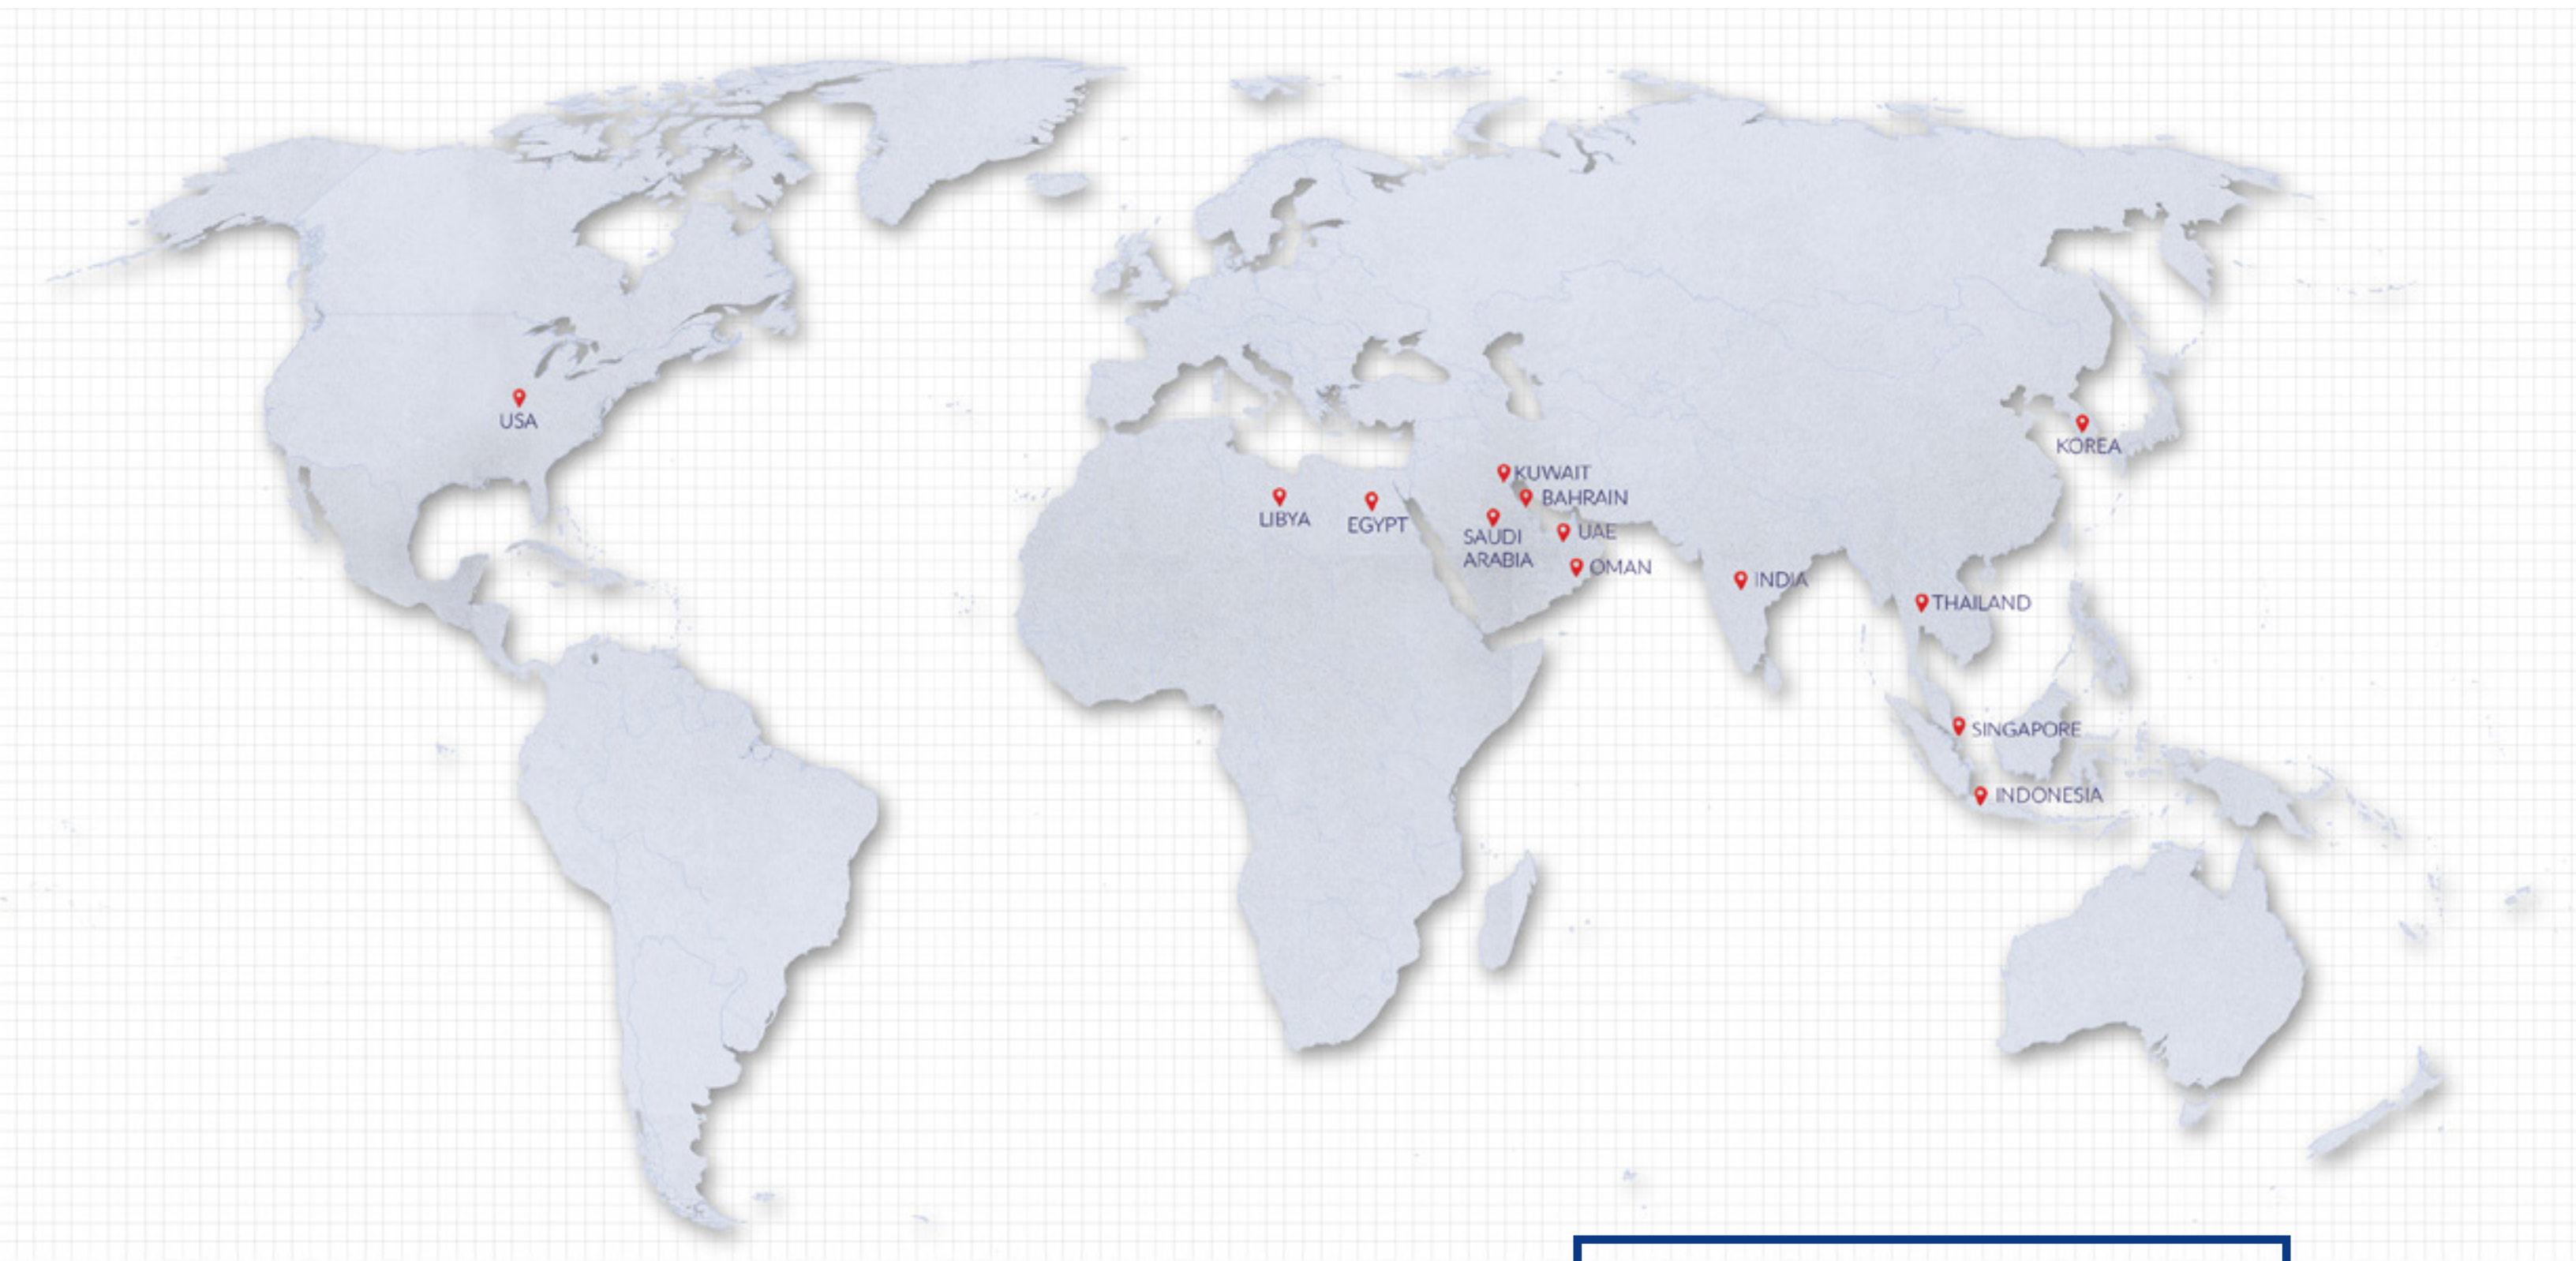 USA
KOREA
KUWAIT
BAHRAIN
LIBYA
EGYPT
SAUDI
ARABIA
UAE
OMAN
INDIA
THAILAND
SINGAPORE
INDONESIA